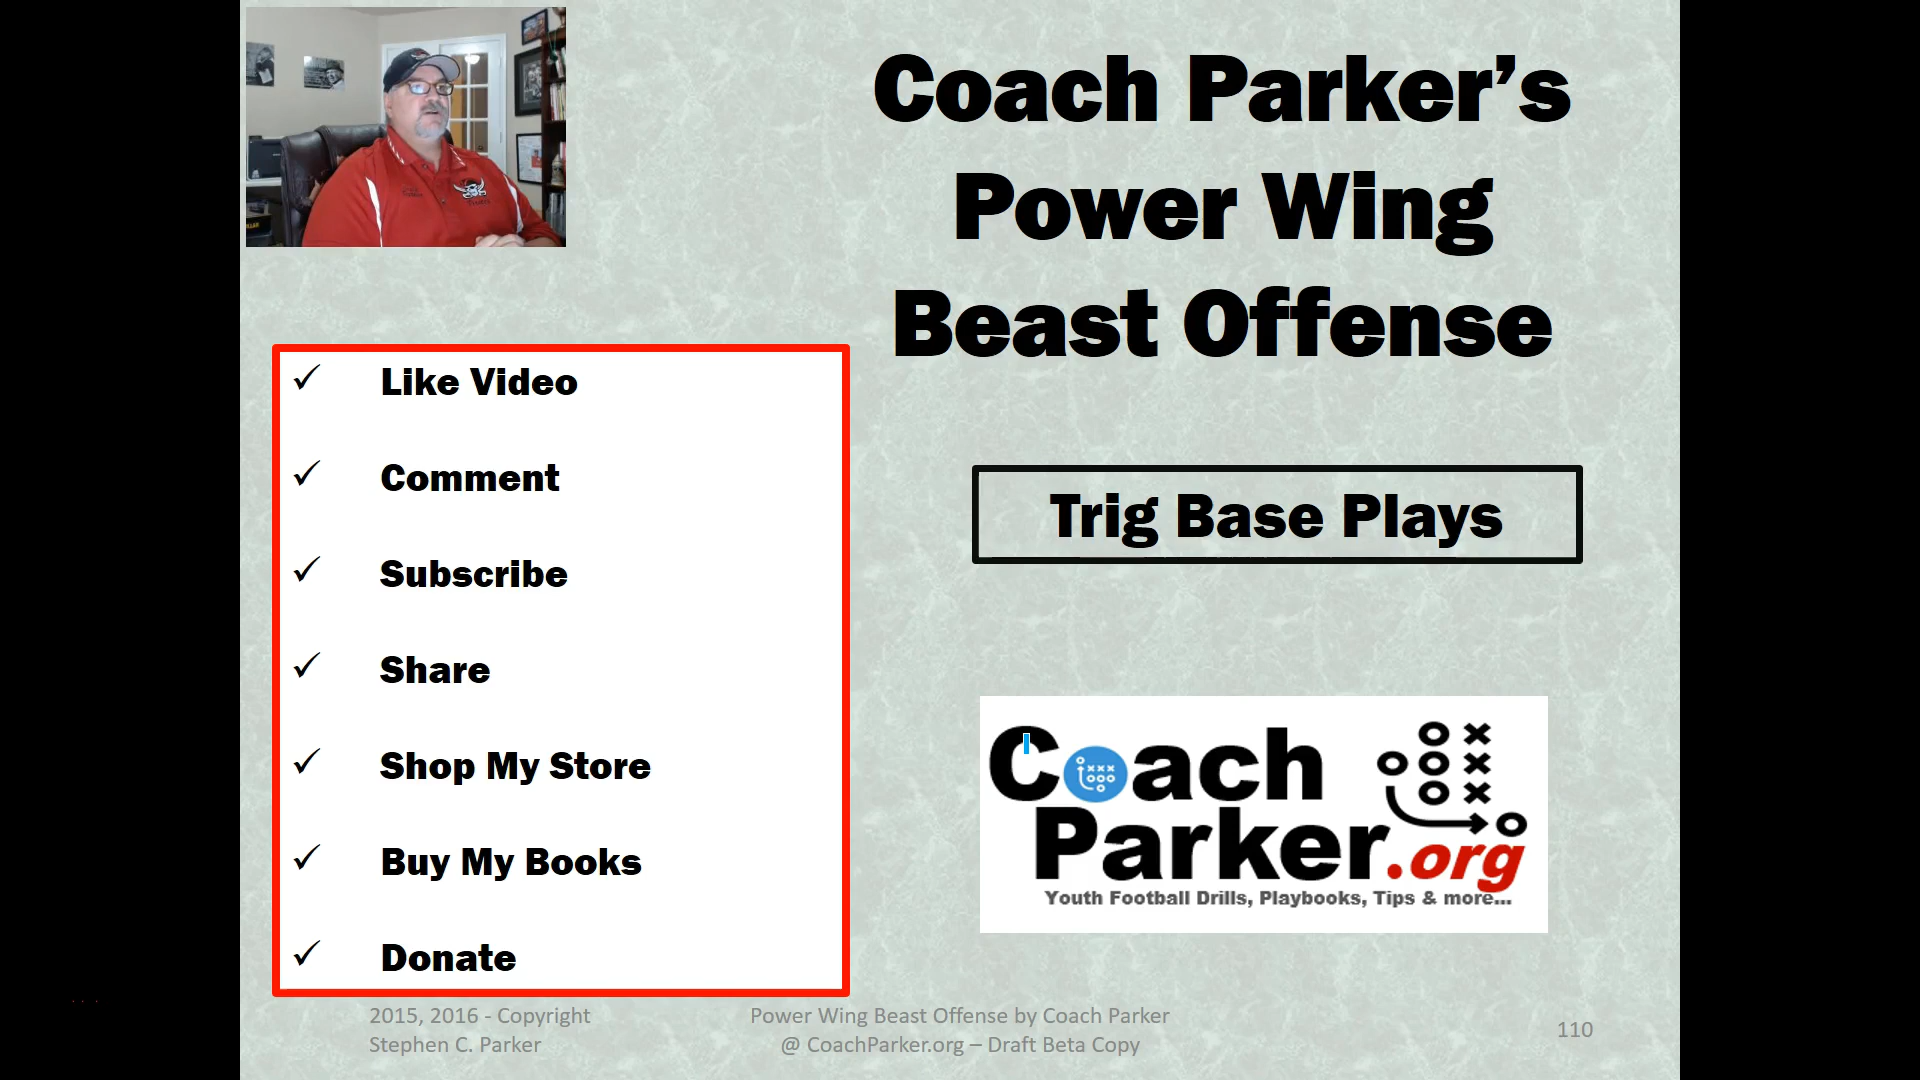 Coach Parker’s
Power Wing
Beast Offense
✓ Like Video
✓ Comment
✓ Subscribe
✓ Share
✓ Shop My Store
✓ Buy My Books
✓ Donate
Trig Base Plays
Coach
Parker.org
Youth Football Drills, Playbooks, Tips & more...
2015, 2016 - Copyright
Stephen C. Parker
Power Wing Beast Offense by Coach Parker
@ CoachParker.org – Draft Beta Copy
110